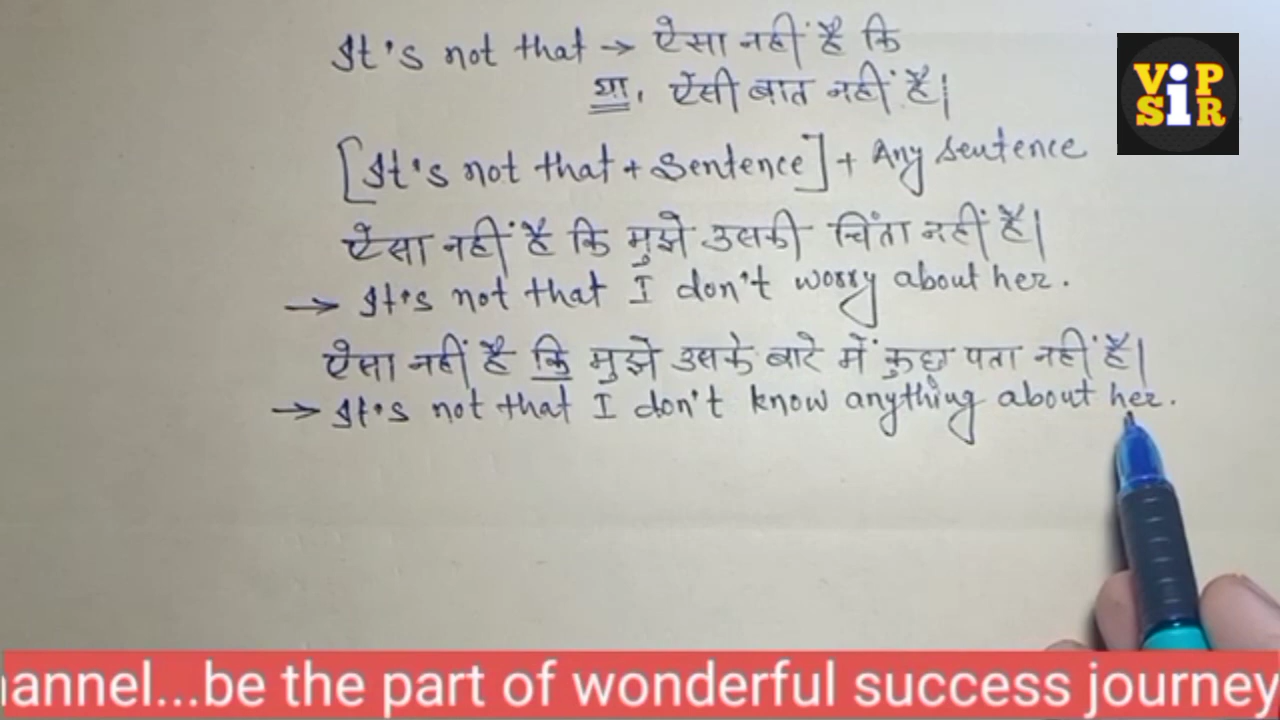 It's not that → ऐसा नहीं है कि
या, ऐसी बात नहीं है।
[It's not that + Sentence] + Any sentence
ऐसा नहीं है कि मुझे उसकी चिंता नहीं है।
→ It's not that I don't worry about her.
ऐसा नहीं है कि मुझे उसके बारे में कुछ पता नहीं है।
→ It's not that I don't know anything about her.
ViP
SiR
hannel...be the part of wonderful success journey